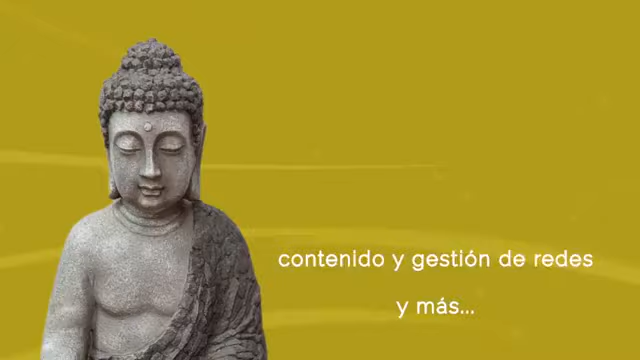 contenido y gestión de redes
y más...